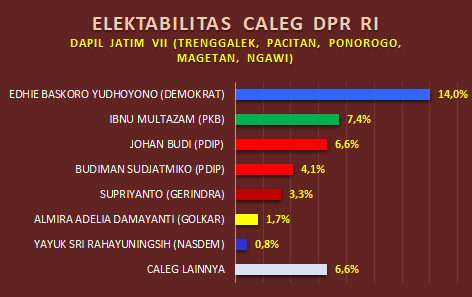 ELEKTABILITAS CALEG DPR RI
DAPIL JATIM VII (TRENGGALEK, PACITAN, PONOROGO,
MAGETAN, NGAWI)
EDHIE BASKORO YUDHOYONO (DEMOKRAT) 14,0%
IBNU MULTAZAM (PKB) 7,4%
JOHAN BUDI (PDIP) 6,6%
BUDIMAN SUDJATMIKO (PDIP) 4,1%
SUPRIYANTO (GERINDRA) 3,3%
ALMIRA ADELIA DAMAYANTI (GOLKAR) 1,7%
YAYUK SRI RAHAYUNINGSIH (NASDEM) 0,8%
CALEG LAINNYA 6,6%